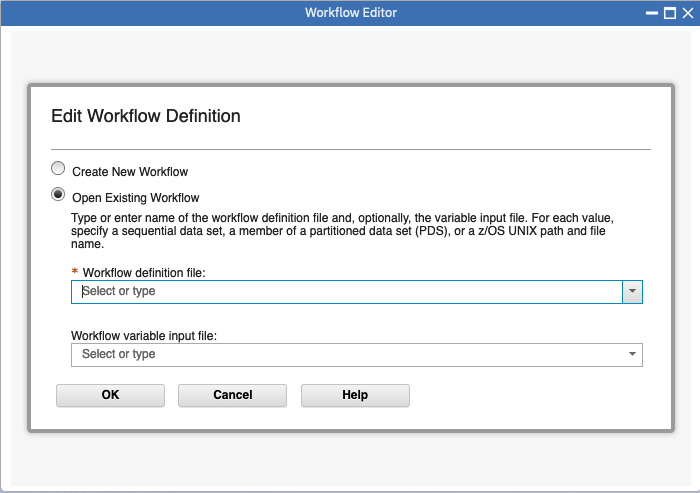 Workflow Editor
Edit Workflow Definition
Create New Workflow
Open Existing Workflow
Type or enter name of the workflow definition file and, optionally, the variable input file. For each value,
specify a sequential data set, a member of a partitioned data set (PDS), or a z/OS UNIX path and file
name.
* Workflow definition file:
Select or type
Workflow variable input file:
Select or type
OK Cancel Help